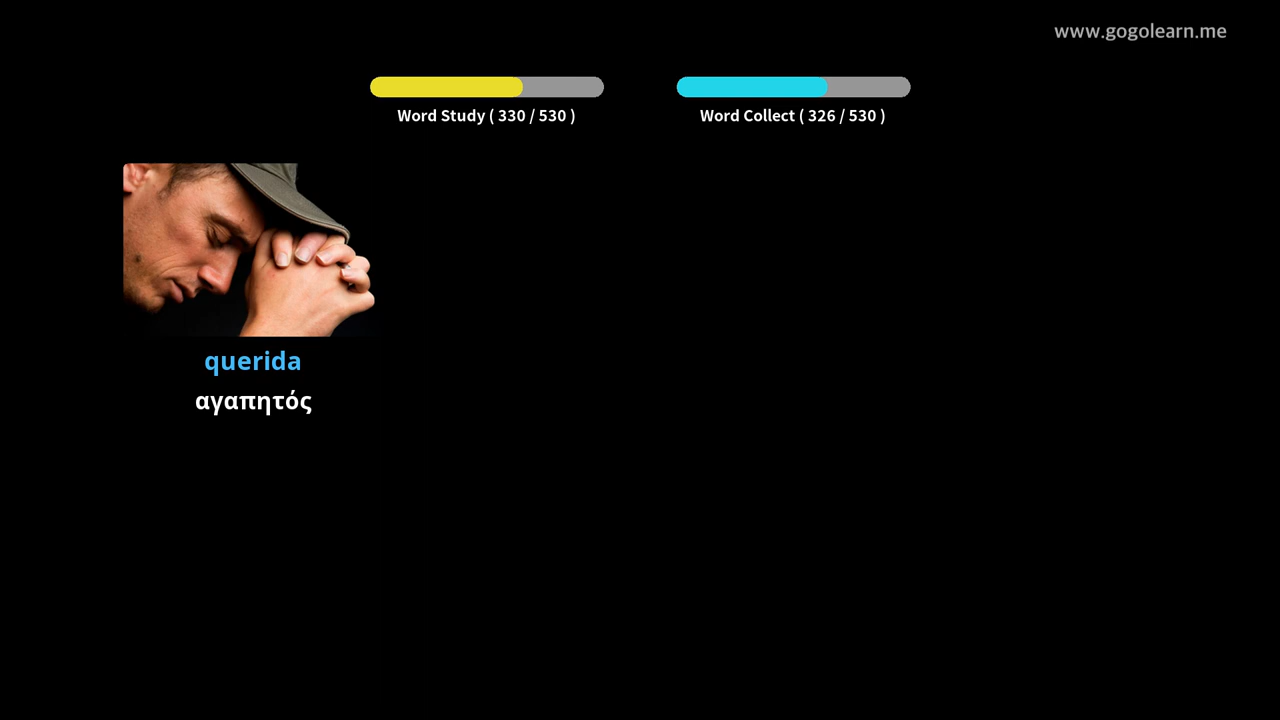 www.gogolearn.me
Word Study ( 330 / 530 )
Word Collect ( 326 / 530 )
querida
αγαπητός